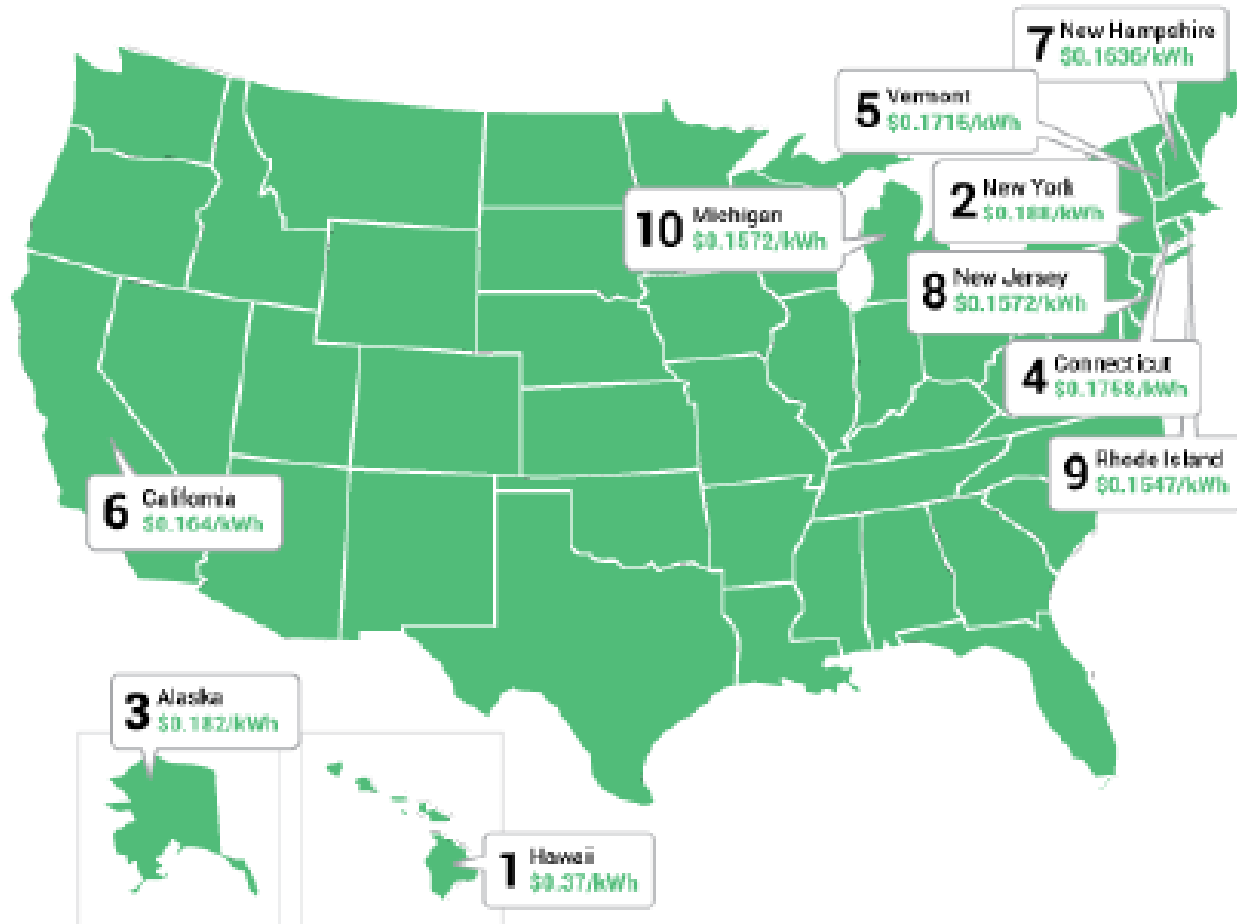 7 New Hampshire
$0.1636/kWh
5 Vermont
$0.1716/kWh
2 New York
$0.188/kWh
10 Michigan
$0.1572/kWh
8 New Jersey
$0.1572/kWh
4 Connecticut
$0.1758/kWh
9 Rhode Island
$0.1547/kWh
6 California
$0.164/kWh
3 Alaska
$0.182/kWh
1 Hawaii
$0.37/kWh